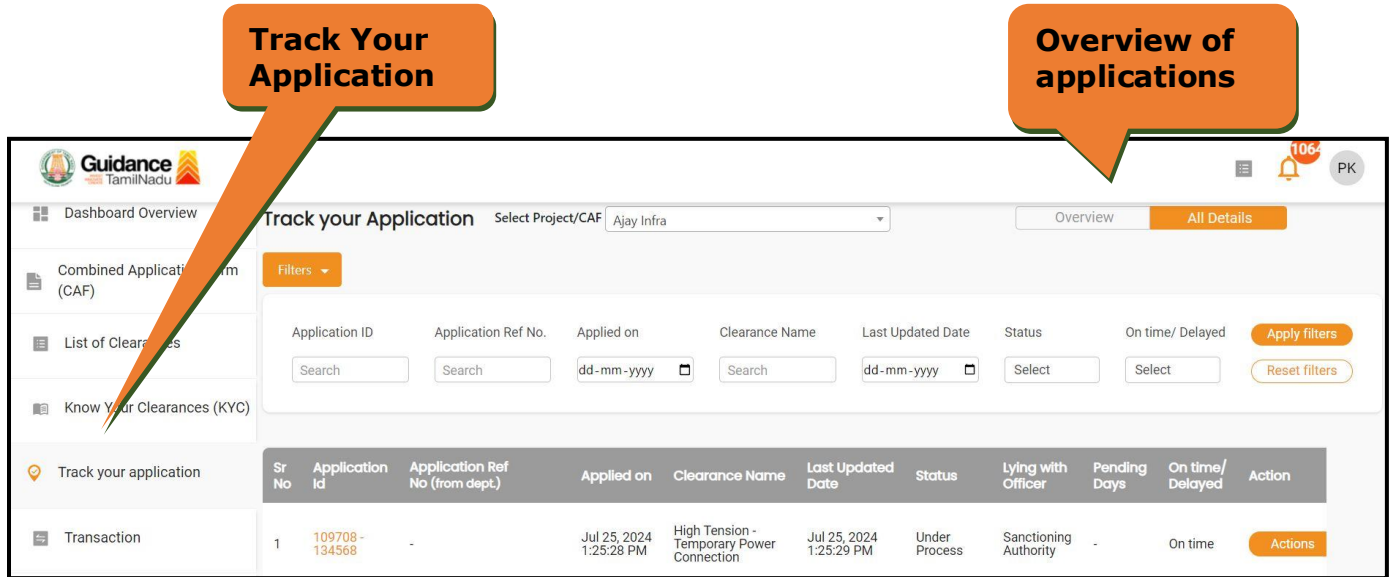 Track Your
Application
Overview of
applications
Guidance
TamilNadu
1064
PK
Dashboard Overview
Track your Application
Select Project/CAF
Ajay Infra
Overview
All Details
Combined Applicati rm
(CAF)
Filters
List of Cleara es
Application ID
Application Ref No.
Applied on
Clearance Name
Last Updated Date
Status
On time/ Delayed
Apply filters
Search
Search
dd-mm-yyyy
Search
dd-mm-yyyy
Select
Select
Reset filters
Know Y ur Clearances (KYC)
Track your application
Sr No
Application Id
Application Ref
No (from dept.)
Applied on
Clearance Name
Last Updated
Date
Status
Lying with
Officer
Pending
Days
On time/
Delayed
Action
Transaction
1
109708 -
134568
-
Jul 25, 2024
1:25:28 PM
High Tension -
Temporary Power
Connection
Jul 25, 2024
1:25:29 PM
Under
Process
Sanctioning
Authority
-
On time
Actions